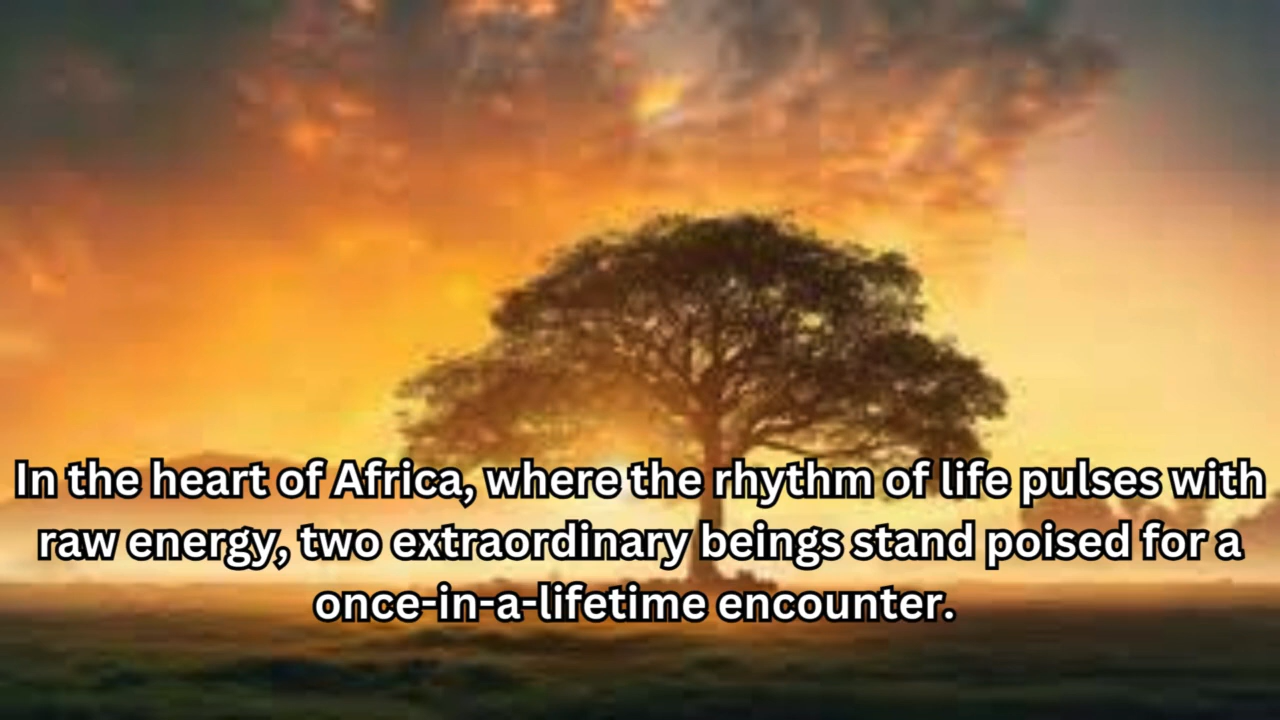 In the heart of Africa, where the rhythm of life pulses with
raw energy, two extraordinary beings stand poised for a
once-in-a-lifetime encounter.